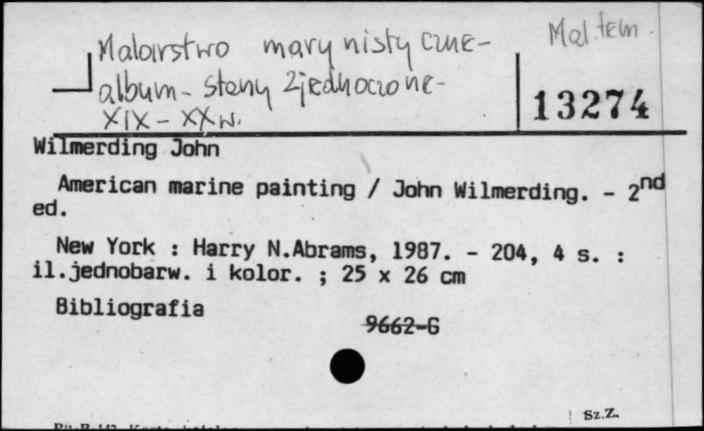 Malarstwo marynistyczne-
Mal.tem.
album- Stany Zjednoczone-
XIX - XX w.
13274
Wilmerding John
American marine painting / John Wilmerding. - 2nd
ed.
New York : Harry N.Abrams, 1987. - 204, 4 s. :
il.jednobarw. i kolor. ; 25 x 26 cm
Bibliografia
9662-6
Sz.Z.